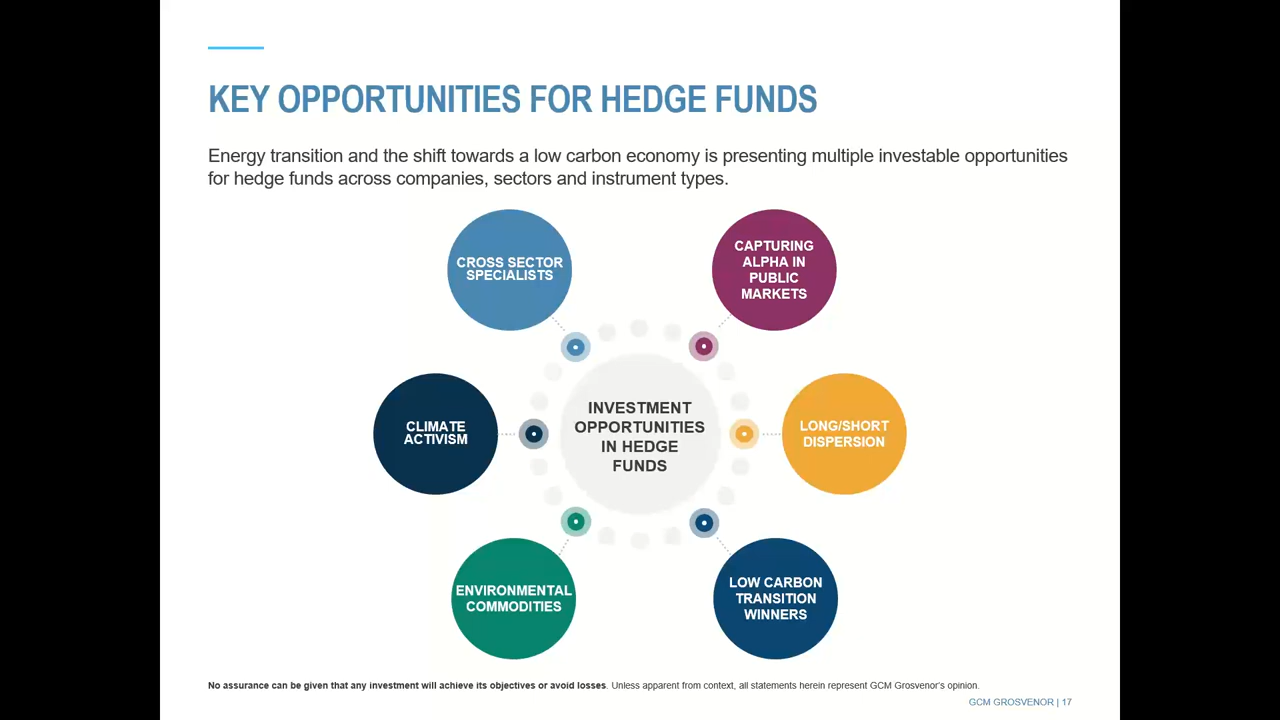 KEY OPPORTUNITIES FOR HEDGE FUNDS
Energy transition and the shift towards a low carbon economy is presenting multiple investable opportunities
for hedge funds across companies, sectors and instrument types.
CROSS SECTOR
SPECIALISTS
CAPTURING
ALPHA IN
PUBLIC
MARKETS
CLIMATE
ACTIVISM
INVESTMENT
OPPORTUNITIES
IN HEDGE
FUNDS
LONG/SHORT
DISPERSION
ENVIRONMENTAL
COMMODITIES
LOW CARBON
TRANSITION
WINNERS
No assurance can be given that any investment will achieve its objectives or avoid losses. Unless apparent from context, all statements herein represent GCM Grosvenor's opinion.
GCM GROSVENOR | 17